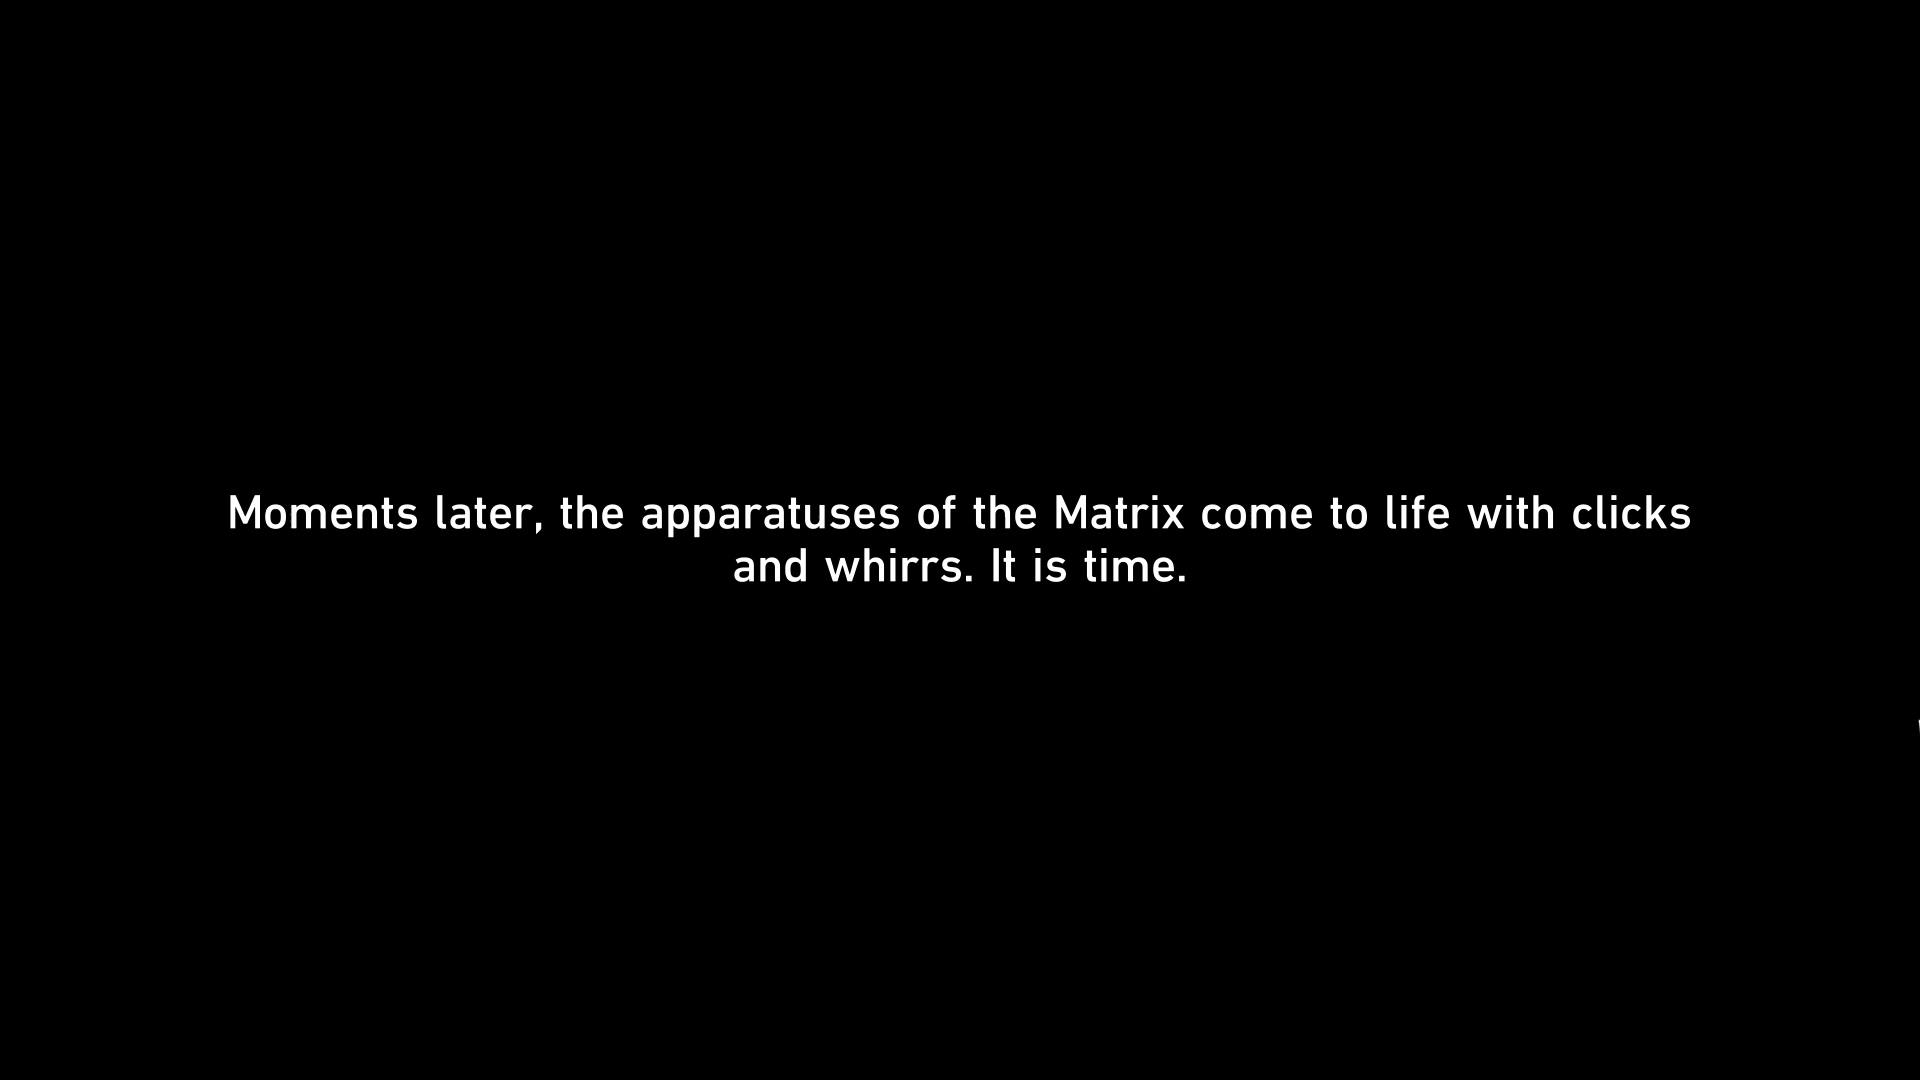 Moments later, the apparatuses of the Matrix come to life with clicks
and whirrs. It is time.